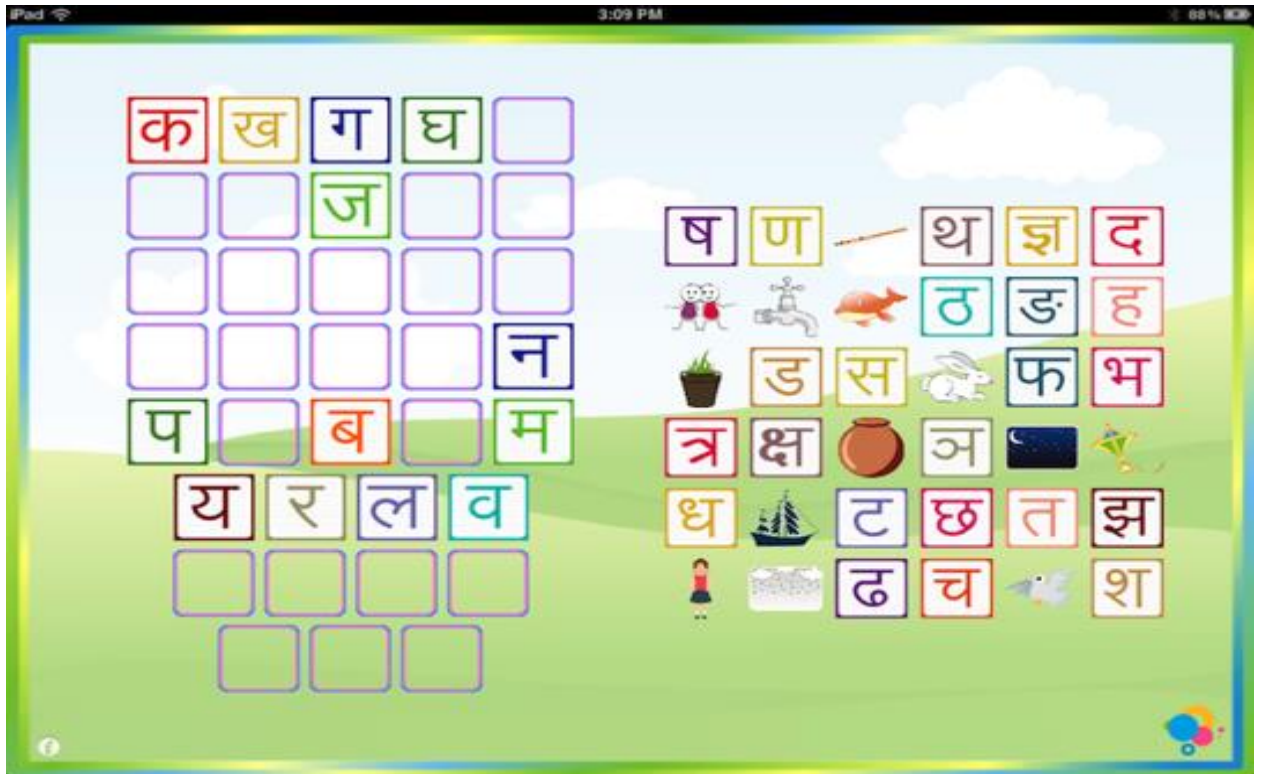 iPad 3:09 PM 88%
क ख ग घ
ज
न
प ब म
य र ल व
ष ण थ ज्ञ द
ठ ङ ह
ड स फ भ
त्र क्ष ञ
ध ट छ त झ
ढ च श
f